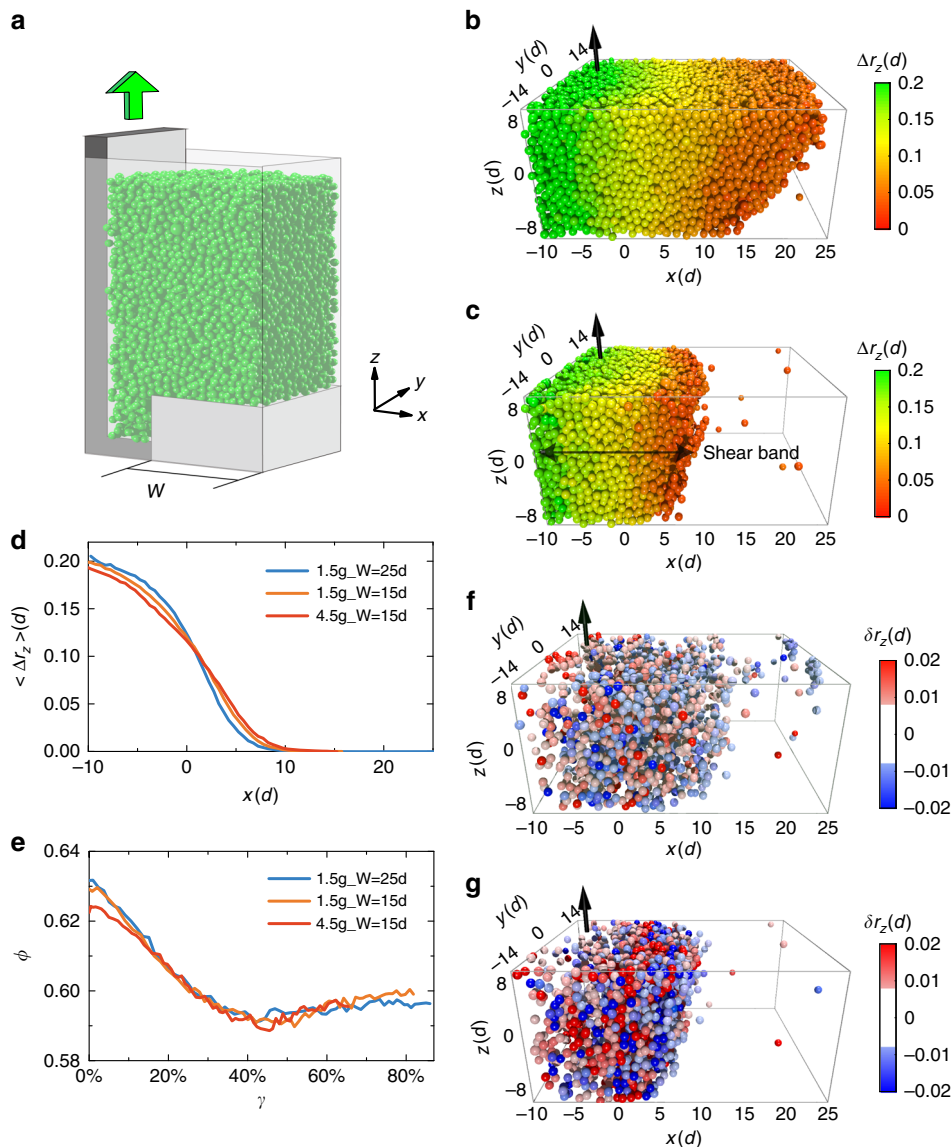 a
z
y
x
W
b
y(d)
14
0
−14
8
0
−8
z(d)
−10
−5
0
5
10
15
20
25
x(d)
Δr_z(d)
0.2
0.15
0.1
0.05
0
c
y(d)
14
0
−14
8
0
−8
z(d)
Shear band
−10
−5
0
5
10
15
20
25
x(d)
Δr_z(d)
0.2
0.15
0.1
0.05
0
d
0.20
0.15
0.10
0.05
0.00
< Δr_z >(d)
1.5g_W=25d
1.5g_W=15d
4.5g_W=15d
−10
0
10
20
x(d)
e
0.64
0.62
0.60
0.58
ϕ
1.5g_W=25d
1.5g_W=15d
4.5g_W=15d
0%
20%
40%
60%
80%
γ
f
y(d)
14
0
−14
8
0
−8
z(d)
−10
−5
0
5
10
15
20
25
x(d)
δr_z(d)
0.02
0.01
0
−0.01
−0.02
g
y(d)
14
0
−14
8
0
−8
z(d)
−10
−5
0
5
10
15
20
25
x(d)
δr_z(d)
0.02
0.01
0
−0.01
−0.02